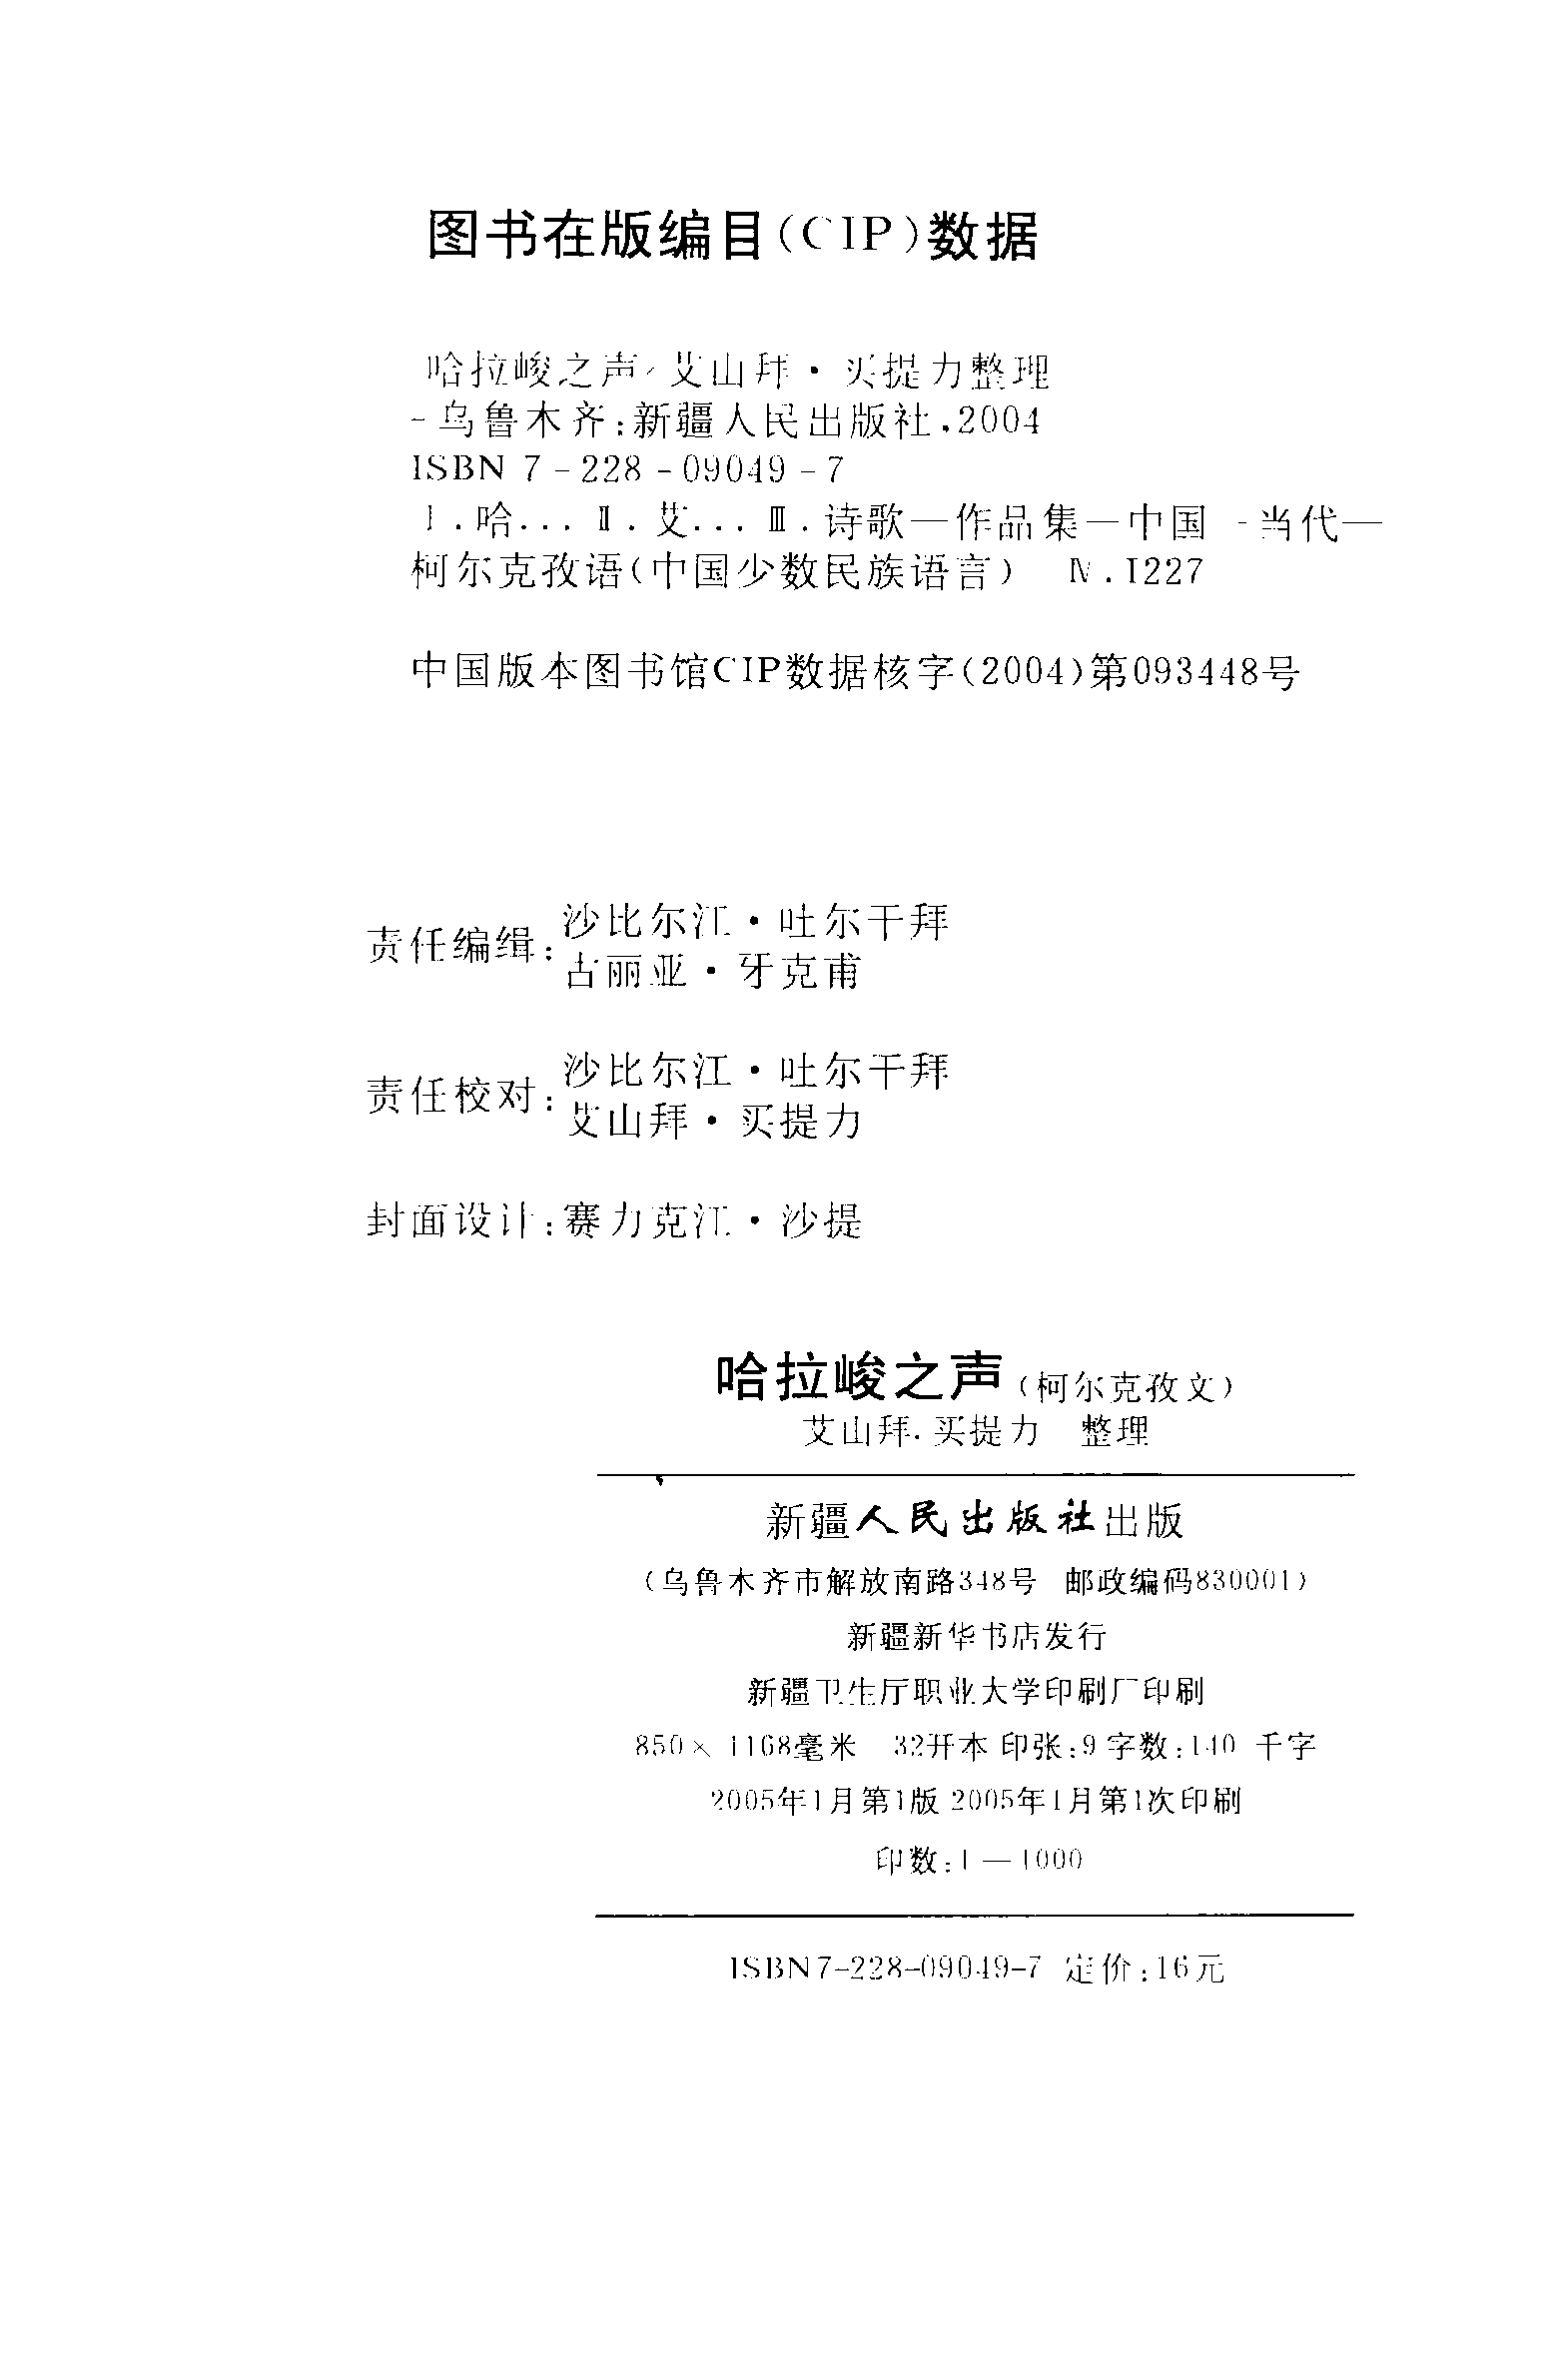 图书在版编目(CIP)数据
哈拉峻之声/艾山拜·买提力整理
-乌鲁木齐:新疆人民出版社,2004
ISBN 7-228-09049-7
Ⅰ.哈... Ⅱ.艾... Ⅲ.诗歌—作品集—中国-当代—
柯尔克孜语(中国少数民族语言) Ⅳ.I227
中国版本图书馆CIP数据核字(2004)第093448号
责任编辑:沙比尔江·吐尔干拜
古丽亚·牙克甫
责任校对:沙比尔江·吐尔干拜
艾山拜·买提力
封面设计:赛力克江·沙提
哈拉峻之声(柯尔克孜文)
艾山拜.买提力 整理
新疆人民出版社出版
(乌鲁木齐市解放南路348号 邮政编码830001)
新疆新华书店发行
新疆卫生厅职业大学印刷厂印刷
850×1168毫米 32开本 印张:9 字数:140 千字
2005年1月第1版 2005年1月第1次印刷
印数:1—1000
ISBN7-228-09049-7 定价:16元